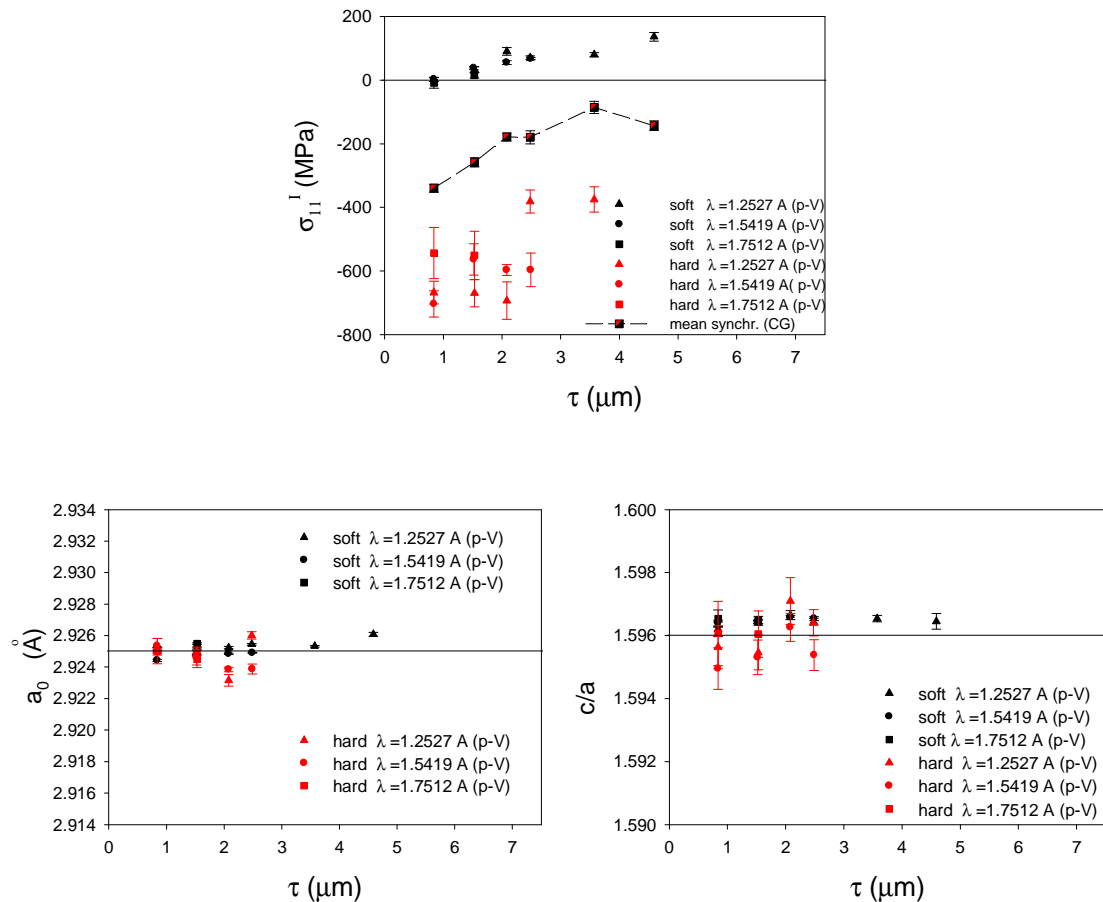 200
0
-200
-400
-600
-800
σ₁₁ᴵ (MPa)
soft λ=1.2527 A (p-V)
soft λ=1.5419 A (p-V)
soft λ=1.7512 A (p-V)
hard λ=1.2527 A (p-V)
hard λ=1.5419 A( p-V)
hard λ=1.7512 A (p-V)
mean synchr. (CG)
0 1 2 3 4 5 6 7
τ (μm)
2.934
2.932
2.930
2.928
2.926
2.924
2.922
2.920
2.918
2.916
2.914
a₀ (Å)
soft λ=1.2527 A (p-V)
soft λ=1.5419 A (p-V)
soft λ=1.7512 A (p-V)
hard λ=1.2527 A (p-V)
hard λ=1.5419 A (p-V)
hard λ=1.7512 A (p-V)
0 1 2 3 4 5 6 7
τ (μm)
1.600
1.598
1.596
1.594
1.592
1.590
c/a
soft λ=1.2527 A (p-V)
soft λ=1.5419 A (p-V)
soft λ=1.7512 A (p-V)
hard λ=1.2527 A (p-V)
hard λ=1.5419 A (p-V)
hard λ=1.7512 A (p-V)
0 1 2 3 4 5 6 7
τ (μm)